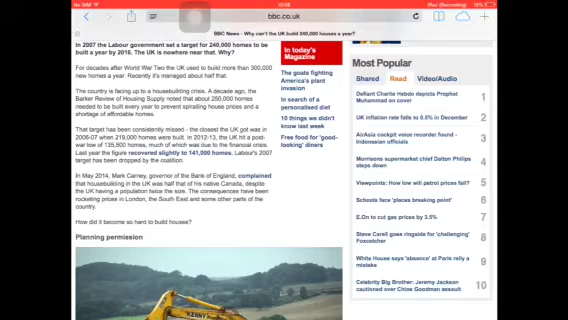 No SIM
bbc.co.uk
BBC News - Why can't the UK build 240,000 houses a year?
In 2007 the Labour government set a target for 240,000 homes to be
built a year by 2016. The UK is nowhere near that. Why?
For decades after World War Two the UK used to build more than 300,000
new homes a year. Recently it's managed about half that.
The country is facing up to a housebuilding crisis. A decade ago, the
Barker Review of Housing Supply noted that about 250,000 homes
needed to be built every year to prevent spiralling house prices and a
shortage of affordable homes.
That target has been consistently missed - the closest the UK got was in
2006-07 when 219,000 homes were built. In 2012-13, the UK hit a post-
war low of 135,500 homes, much of which was due to the financial crisis.
Last year the figure recovered slightly to 141,000 homes. Labour's 2007
target has been dropped by the coalition.
In May 2014, Mark Carney, governor of the Bank of England, complained
that housebuilding in the UK was half that of his native Canada, despite
the UK having a population twice the size. The consequences have been
rocketing prices in London, the South East and some other parts of the
country.
How did it become so hard to build houses?
Planning permission
In today's
Magazine
The goats fighting
America's plant
invasion
In search of a
personalised diet
10 things we didn't
know last week
Free food for 'good-
looking' diners
Most Popular
Shared Read Video/Audio
Defiant Charlie Hebdo depicts Prophet
Muhammad on cover
1
UK inflation rate falls to 0.5% in December
2
AirAsia cockpit voice recorder found -
Indonesian officials
3
Morrisons supermarket chief Dalton Philips
steps down
4
Viewpoints: How low will petrol prices fall?
5
Schools face 'places breaking point'
6
E.On to cut gas prices by 3.5%
7
Steve Carell goes ringside for 'challenging'
Foxcatcher
8
White House says 'absence' at Paris rally a
mistake
9
Celebrity Big Brother: Jeremy Jackson
cautioned over Chloe Goodman assault
10